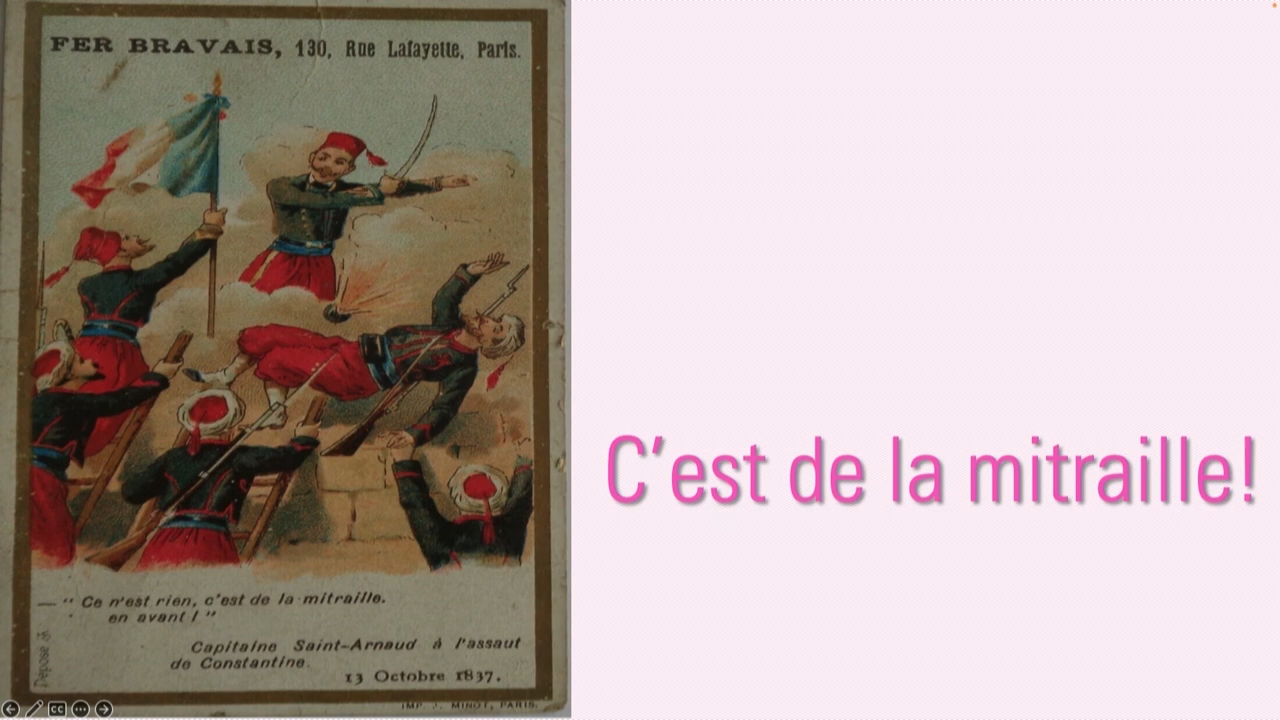 FER BRAVAIS, 130, Rue Lafayette, Paris.
— “ Ce n'est rien, c'est de la mitraille.
en avant ! ”
Capitaine Saint-Arnaud à l'assaut
de Constantine.
13 Octobre 1837.
Déposé
IMP. J. MINOT, PARIS.
C'est de la mitraille!
CC